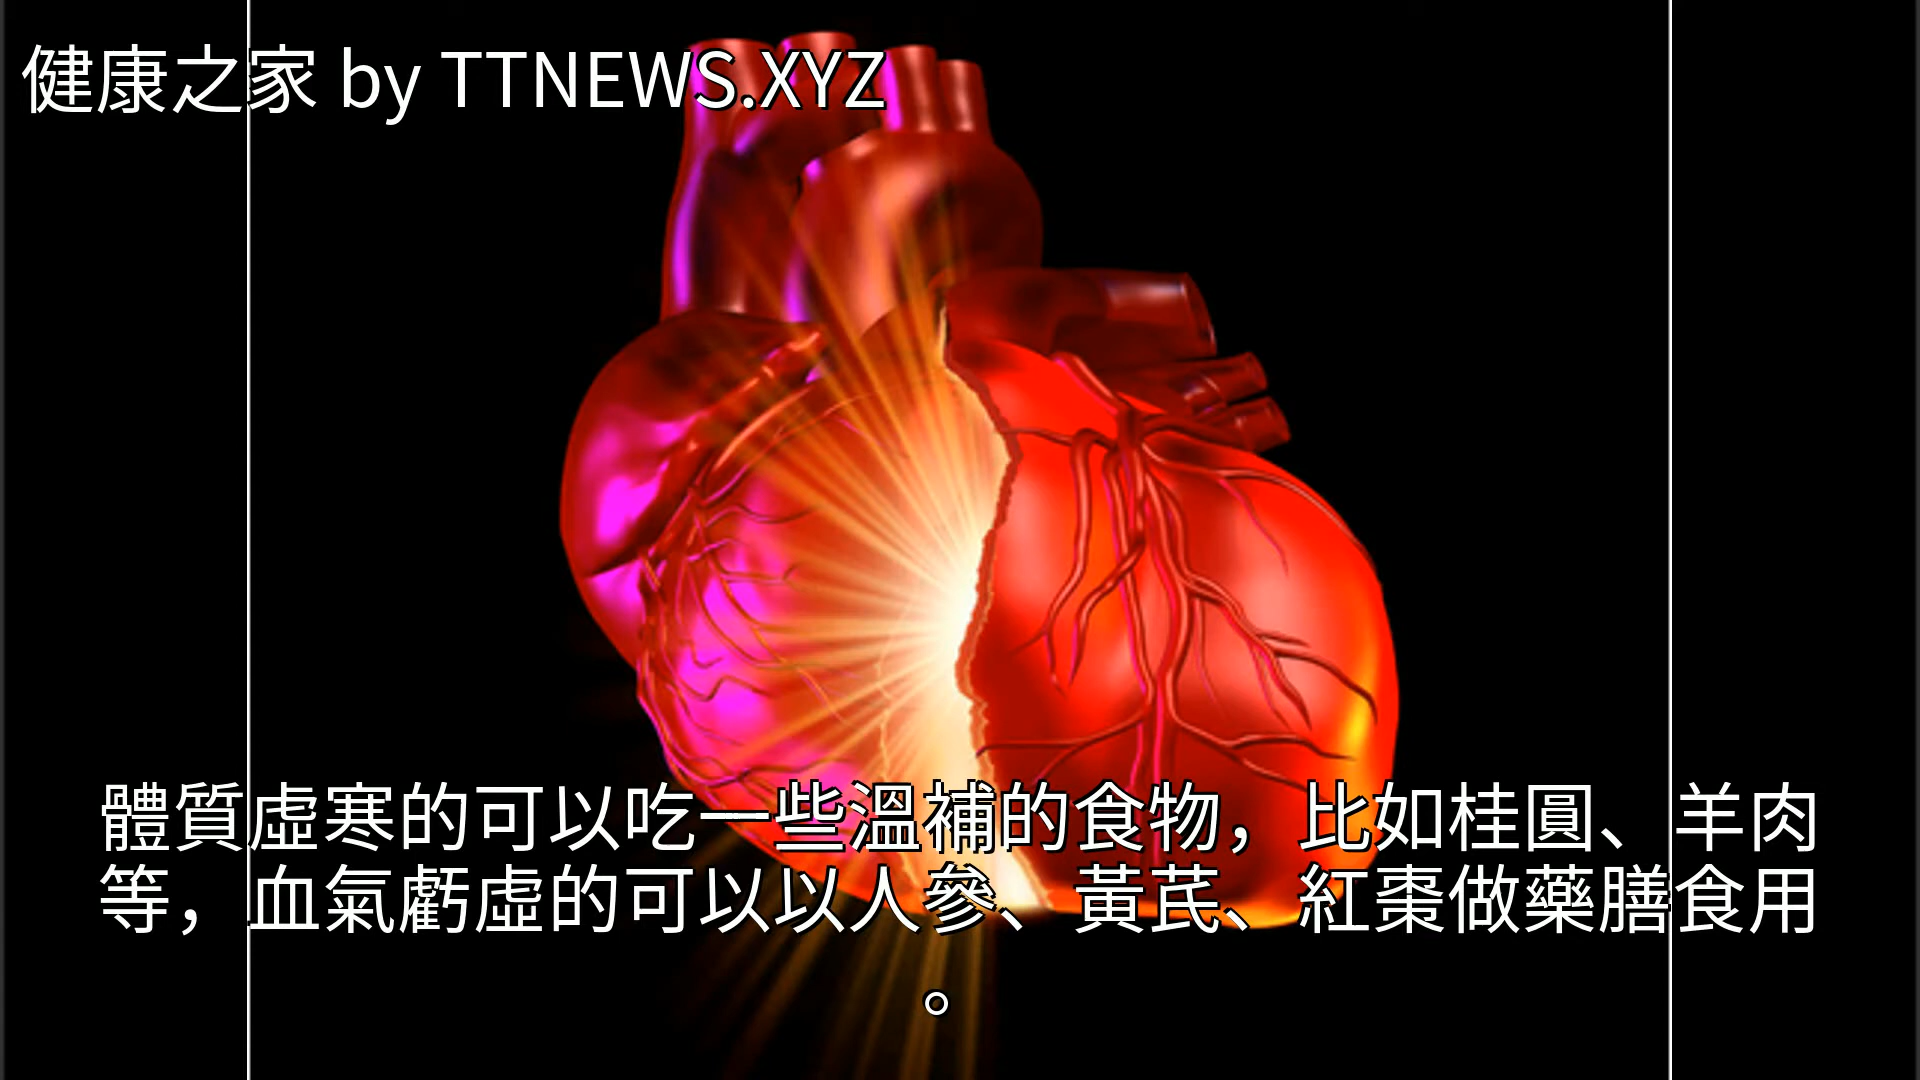 健康之家 by TTNEWS.XYZ
體質虛寒的可以吃一些溫補的食物，比如桂圓、羊肉
等，血氣虧虛的可以以人參、黃芪、紅棗做藥膳食用
。